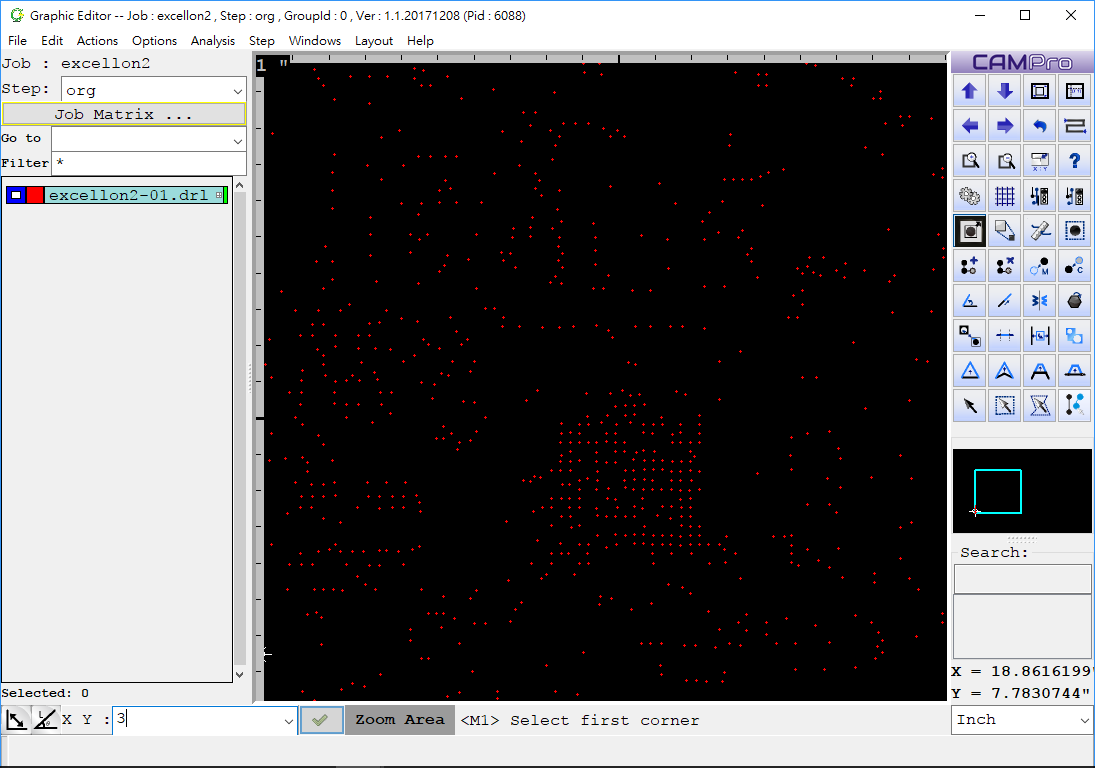 Graphic Editor -- Job : excellon2 , Step : org , GroupId : 0 , Ver : 1.1.20171208 (Pid : 6088)
File Edit Actions Options Analysis Step Windows Layout Help
Job : excellon2
Step: org
Job Matrix ...
Go to
Filter *
excellon2-01.drl
1 "
CAMPro
X:Y
?
M
C
Search:
X = 18.8616199"
Y = 7.7830744"
Selected: 0
X Y : 3
Zoom Area
<M1> Select first corner
Inch